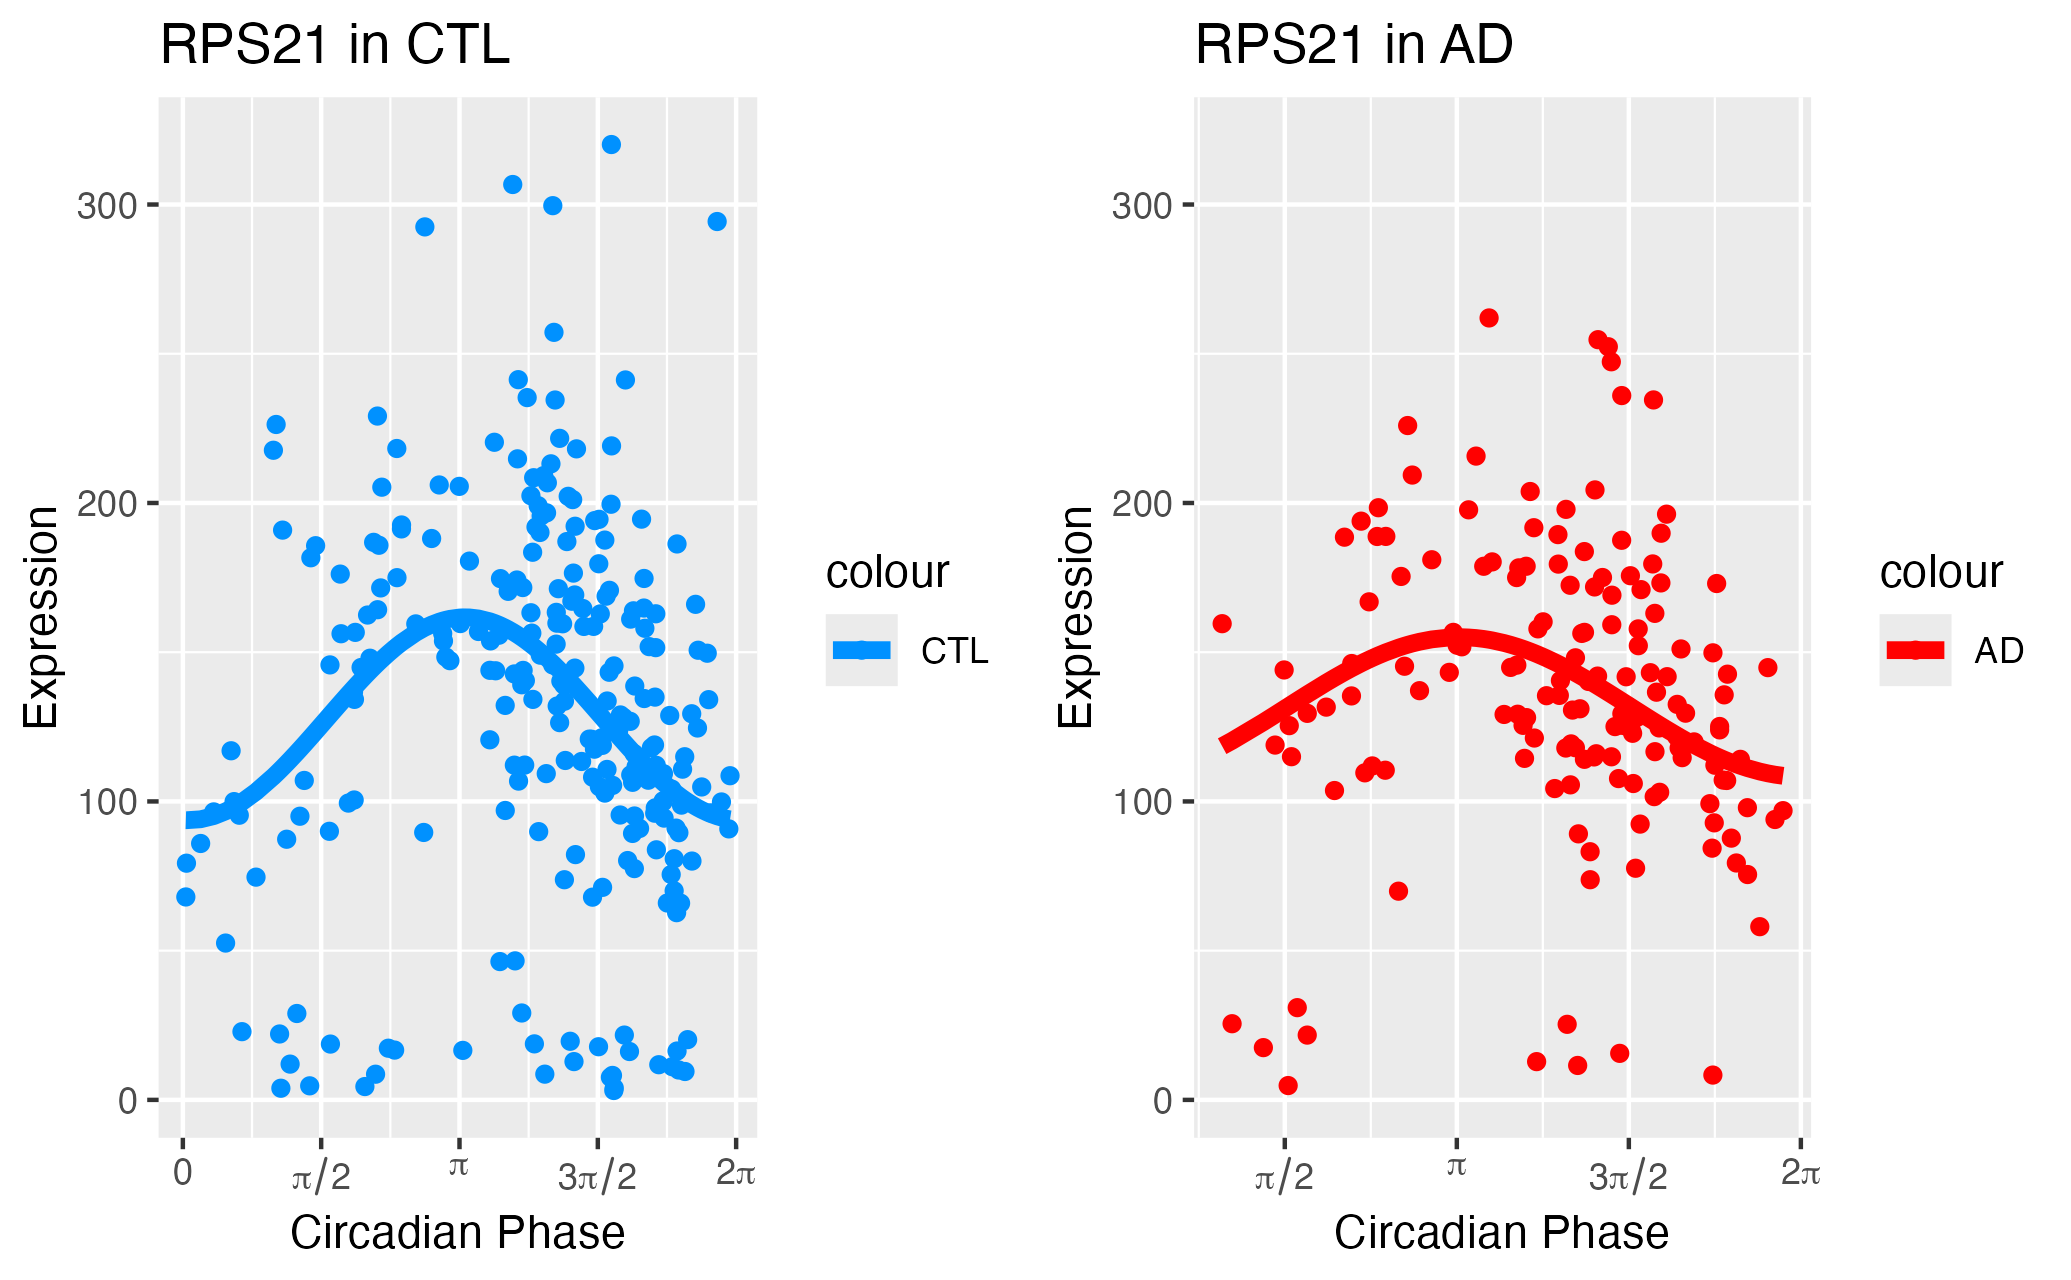 RPS21 in CTL
300
200
100
0
Expression
0 π/2 π 3π/2 2π
Circadian Phase
colour
CTL
RPS21 in AD
300
200
100
0
Expression
π/2 π 3π/2 2π
Circadian Phase
colour
AD